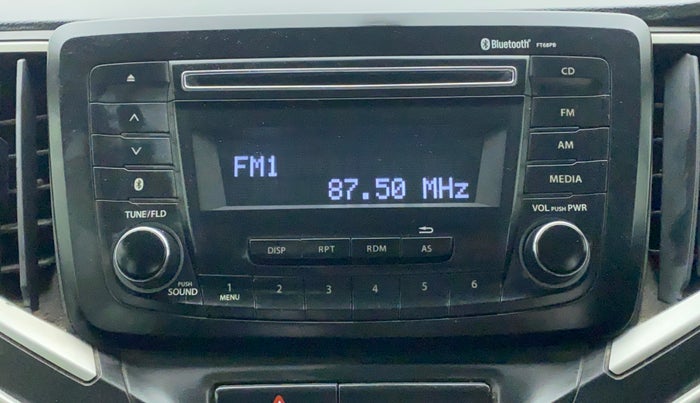 Bluetooth® FT68PB
CD
FM
AM
MEDIA
FM1
87.50 MHz
TUNE/FLD
VOL PUSH PWR
DISP RPT RDM AS
PUSH
SOUND
1 2 3 4 5 6
MENU